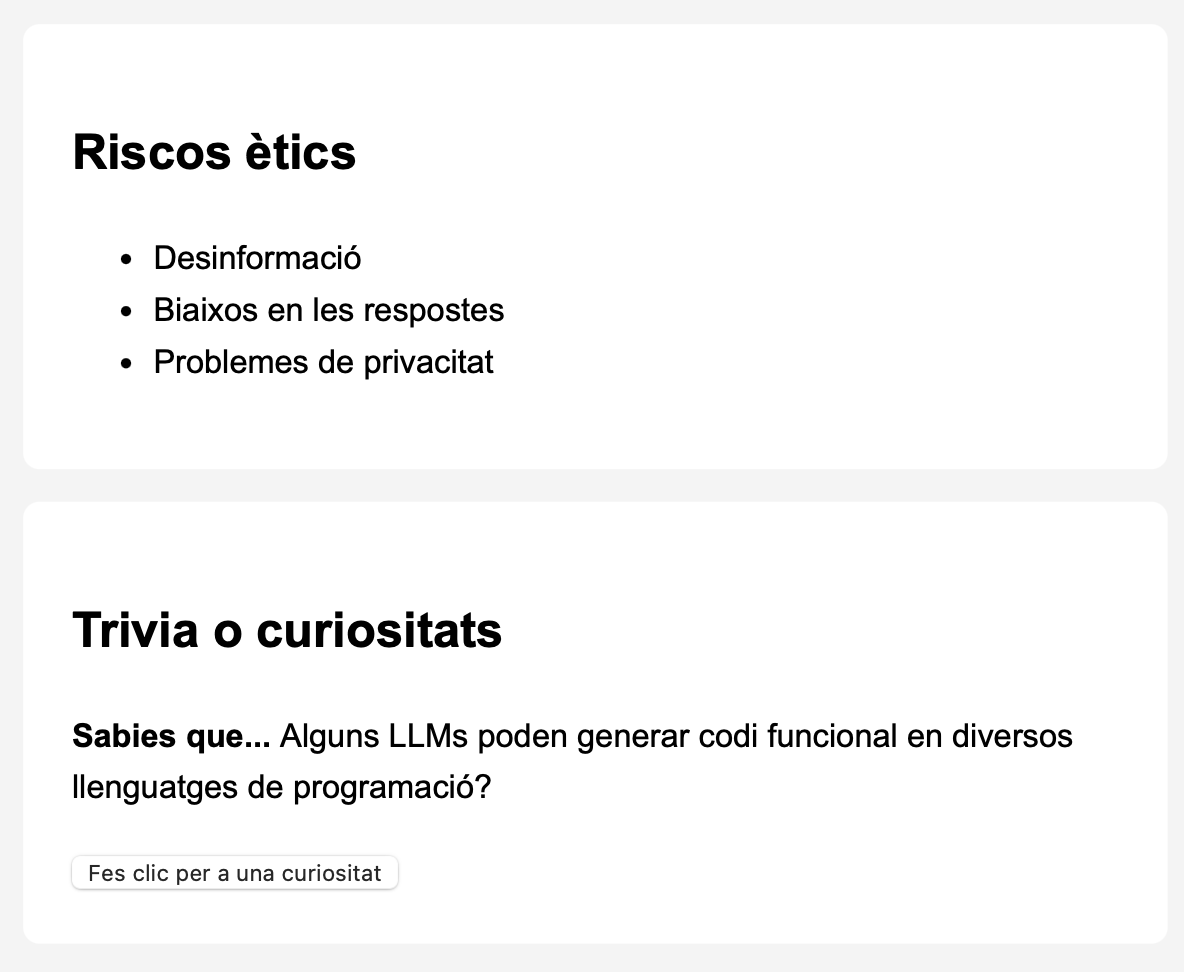 Riscos ètics
Desinformació
Biaixos en les respostes
Problemes de privacitat
Trivia o curiositats
Sabies que... Alguns LLMs poden generar codi funcional en diversos
llenguatges de programació?
Fes clic per a una curiositat